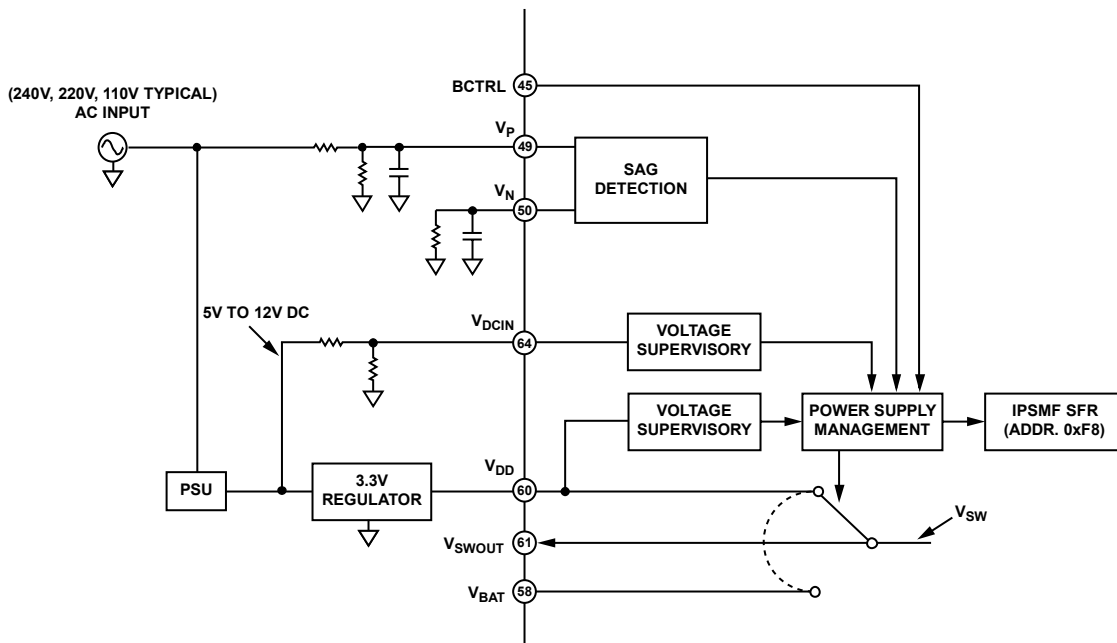 (240V, 220V, 110V TYPICAL)
AC INPUT
BCTRL
45
VP
49
SAG
DETECTION
VN
50
5V TO 12V DC
VDCIN
64
VOLTAGE
SUPERVISORY
VOLTAGE
SUPERVISORY
POWER SUPPLY
MANAGEMENT
IPSMF SFR
(ADDR. 0xF8)
PSU
3.3V
REGULATOR
VDD
60
VSWOUT
61
VSW
VBAT
58